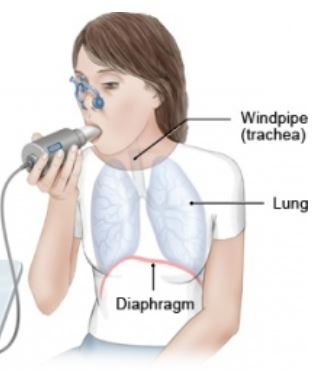 Windpipe
(trachea)
Lung
Diaphragm